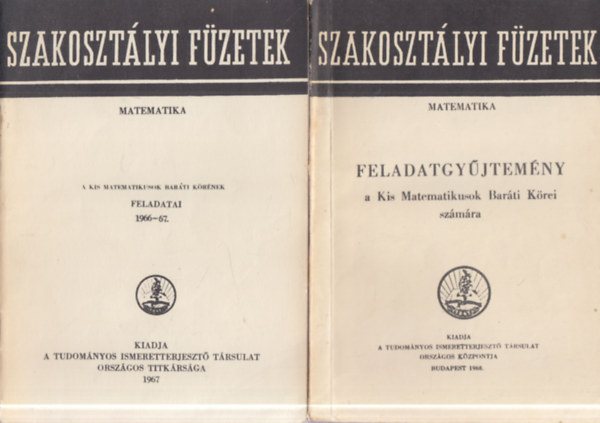 SZAKOSZTÁLYI FÜZETEK
MATEMATIKA
A KIS MATEMATIKUSOK BARÁTI KÖRÉNEK
FELADATAI
1966–67.
KIADJA
A TUDOMÁNYOS ISMERETTERJESZTŐ TÁRSULAT
ORSZÁGOS TITKÁRSÁGA
1967
SZAKOSZTÁLYI FÜZETEK
MATEMATIKA
FELADATGYŰJTEMÉNY
a Kis Matematikusok Baráti Körei
számára
KIADJA
A TUDOMÁNYOS ISMERETTERJESZTŐ TÁRSULAT
ORSZÁGOS KÖZPONTJA
BUDAPEST 1968.